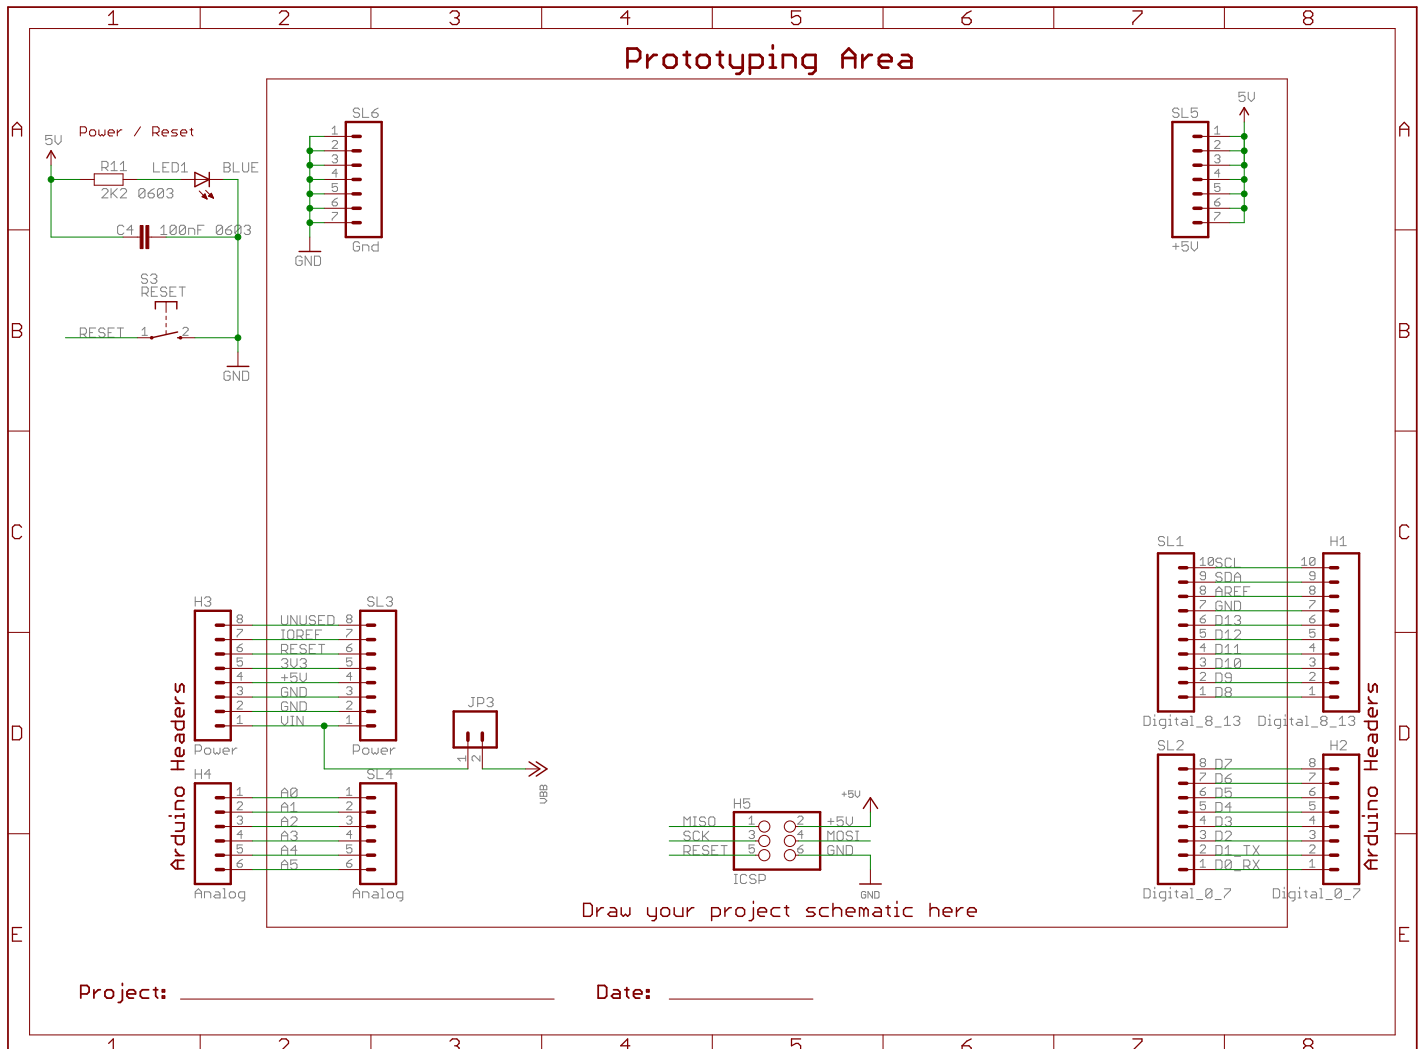 1 2 3 4 5 6 7 8
Prototyping Area
A
A
Power / Reset
5V
R11
2K2 0603
LED1
BLUE
C4
100nF 0603
S3
RESET
RESET
1
2
GND
SL6
1
2
3
4
5
6
7
Gnd
GND
5V
SL5
1
2
3
4
5
6
7
+5V
B
B
C
C
H3
SL3
8 UNUSED 8
7 IOREF 7
6 RESET 6
5 3V3 5
4 +5V 4
3 GND 3
2 GND 2
1 VIN 1
Power
Power
JP3
1
2
VBB
H4
SL4
1 A0 1
2 A1 2
3 A2 3
4 A3 4
5 A4 5
6 A5 6
Analog
Analog
Arduino Headers
H5
+5V
MISO 1 2 +5V
SCK 3 4 MOSI
RESET 5 6 GND
ICSP
GND
SL1
H1
10 SCL 10
9 SDA 9
8 AREF 8
7 GND 7
6 D13 6
5 D12 5
4 D11 4
3 D10 3
2 D9 2
1 D8 1
Digital_8_13
Digital_8_13
SL2
H2
8 D7 8
7 D6 7
6 D5 6
5 D4 5
4 D3 4
3 D2 3
2 D1_TX 2
1 D0_RX 1
Digital_0_7
Digital_0_7
Arduino Headers
D
D
Draw your project schematic here
E
E
Project:
Date:
1 2 3 4 5 6 7 8